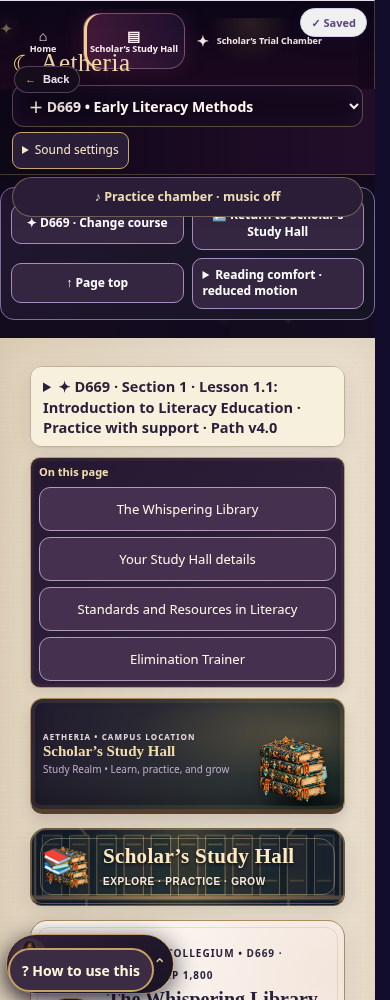 ✓ Saved
Home
Scholar's Study Hall
Scholar's Trial Chamber
Aetheria
← Back
+ D669 • Early Literacy Methods
▶ Sound settings
♪ Practice chamber · music off
✦ D669 · Change course
Return to Scholar's
Study Hall
↑ Page top
▶ Reading comfort ·
reduced motion
▶ ✦ D669 · Section 1 · Lesson 1.1:
Introduction to Literacy Education ·
Practice with support · Path v4.0
On this page
The Whispering Library
Your Study Hall details
Standards and Resources in Literacy
Elimination Trainer
AETHERIA • CAMPUS LOCATION
Scholar’s Study Hall
Study Realm • Learn, practice, and grow
Scholar’s Study Hall
EXPLORE · PRACTICE · GROW
COLLEGIUM • D669 ·
P 1,800
The Whispering Library
? How to use this